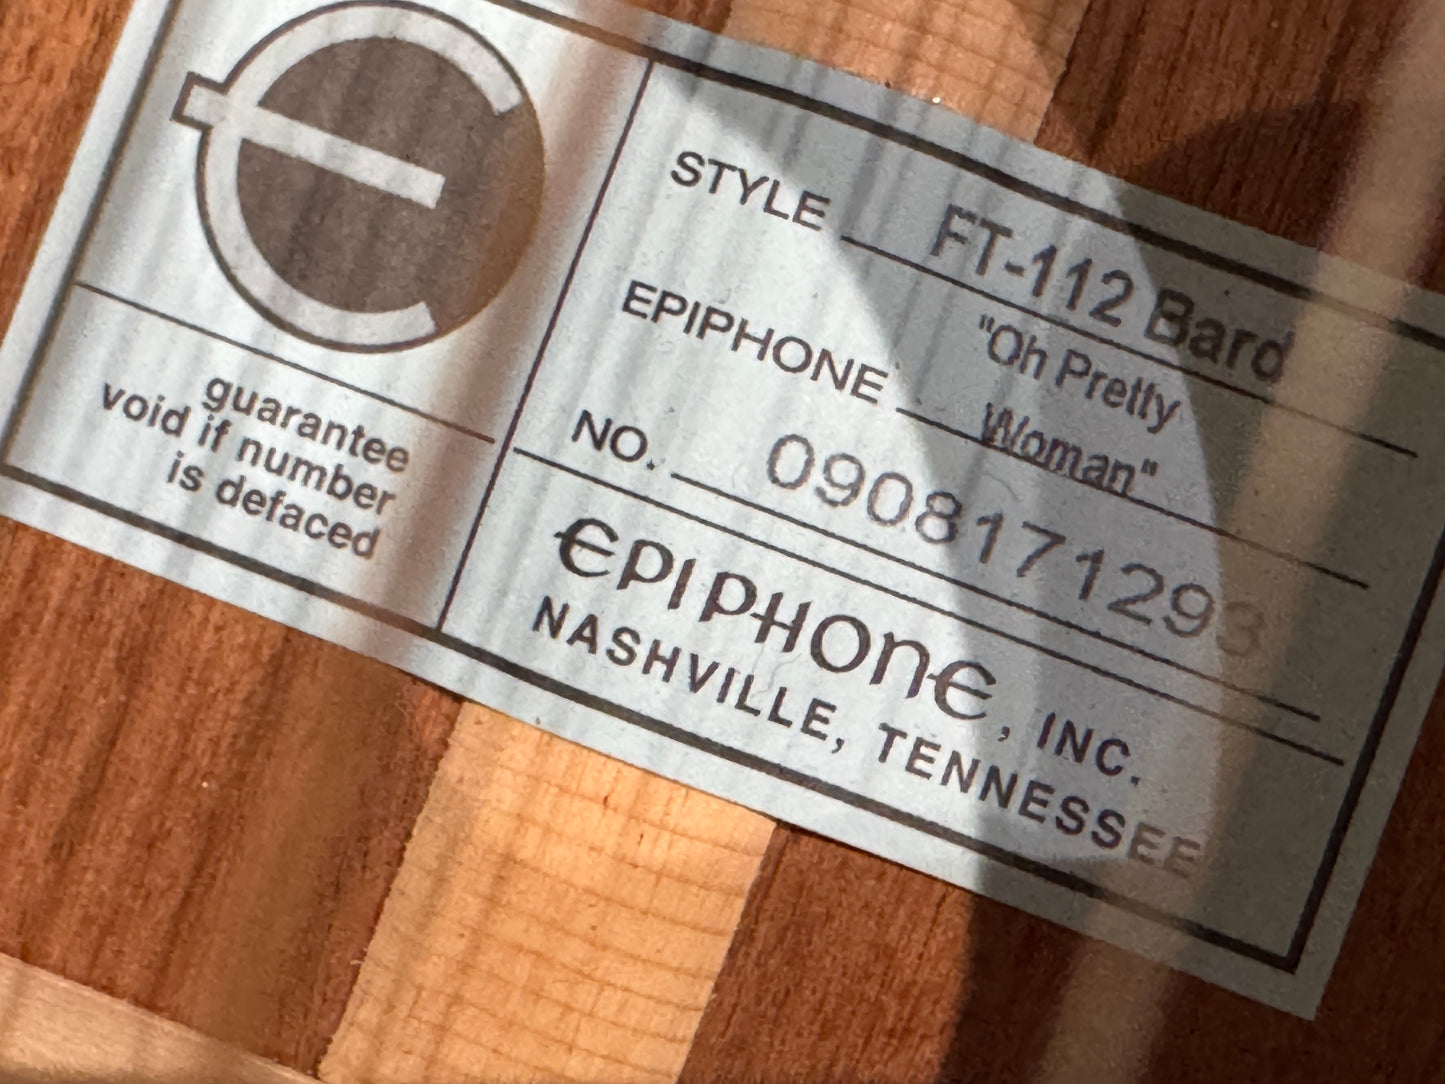 STYLE FT-112 Bard
"Oh Pretty
EPIPHONE Woman"
NO. 0908171293
EPIPHONE, INC.
NASHVILLE, TENNESSEE
guarantee
void if number
is defaced